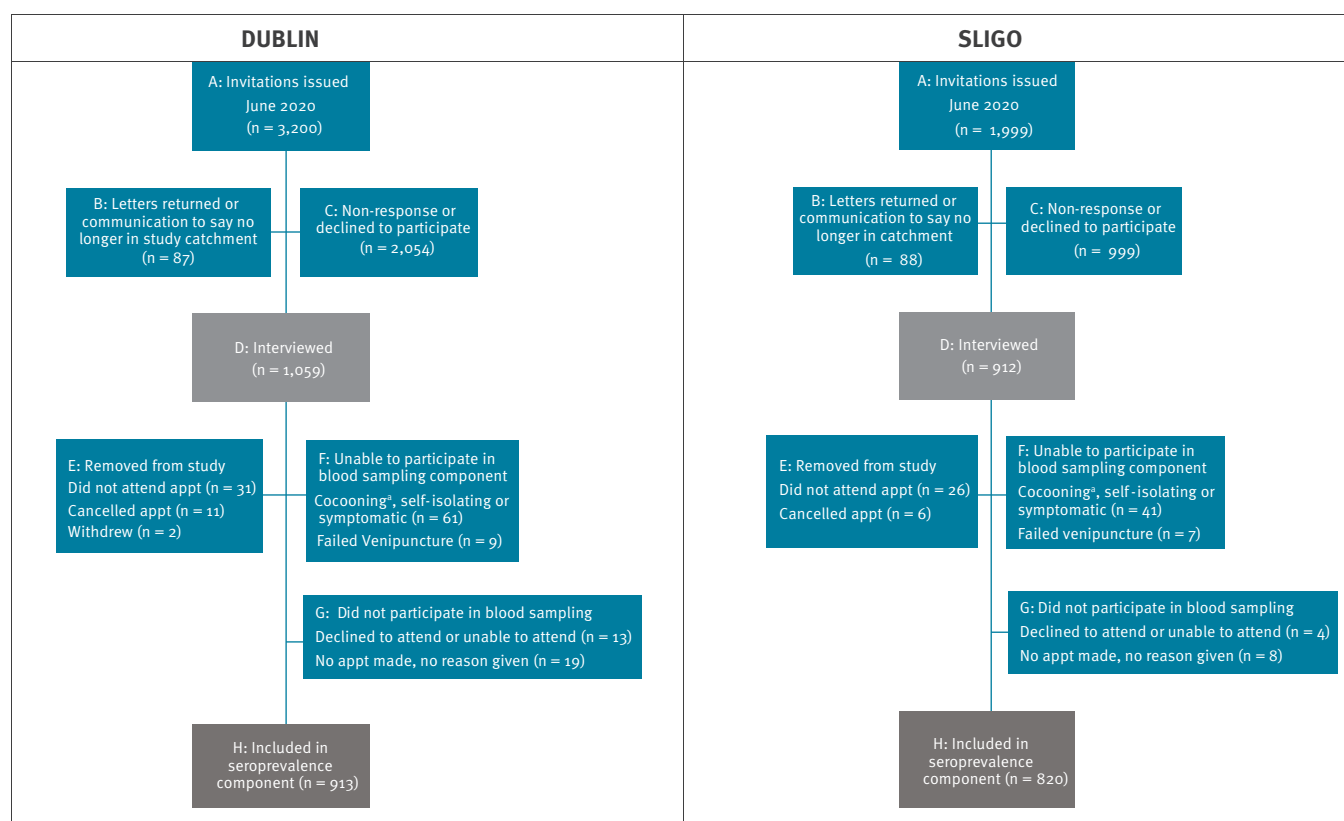 DUBLIN
A: Invitations issued
June 2020
(n = 3,200)
B: Letters returned or
communication to say no
longer in study catchment
(n = 87)
C: Non-response or
declined to participate
(n = 2,054)
D: Interviewed
(n = 1,059)
E: Removed from study
Did not attend appt (n = 31)
Cancelled appt (n = 11)
Withdrew (n = 2)
F: Unable to participate in
blood sampling component
Cocooningᵃ, self-isolating or
symptomatic (n = 61)
Failed Venipuncture (n = 9)
G: Did not participate in blood sampling
Declined to attend or unable to attend (n = 13)
No appt made, no reason given (n = 19)
H: Included in
seroprevalence
component (n = 913)
SLIGO
A: Invitations issued
June 2020
(n = 1,999)
B: Letters returned or
communication to say no
longer in catchment
(n = 88)
C: Non-response or
declined to participate
(n = 999)
D: Interviewed
(n = 912)
E: Removed from study
Did not attend appt (n = 26)
Cancelled appt (n = 6)
F: Unable to participate in
blood sampling component
Cocooningᵃ, self-isolating or
symptomatic (n = 41)
Failed venipuncture (n = 7)
G: Did not participate in blood sampling
Declined to attend or unable to attend (n = 4)
No appt made, no reason given (n = 8)
H: Included in
seroprevalence
component (n = 820)